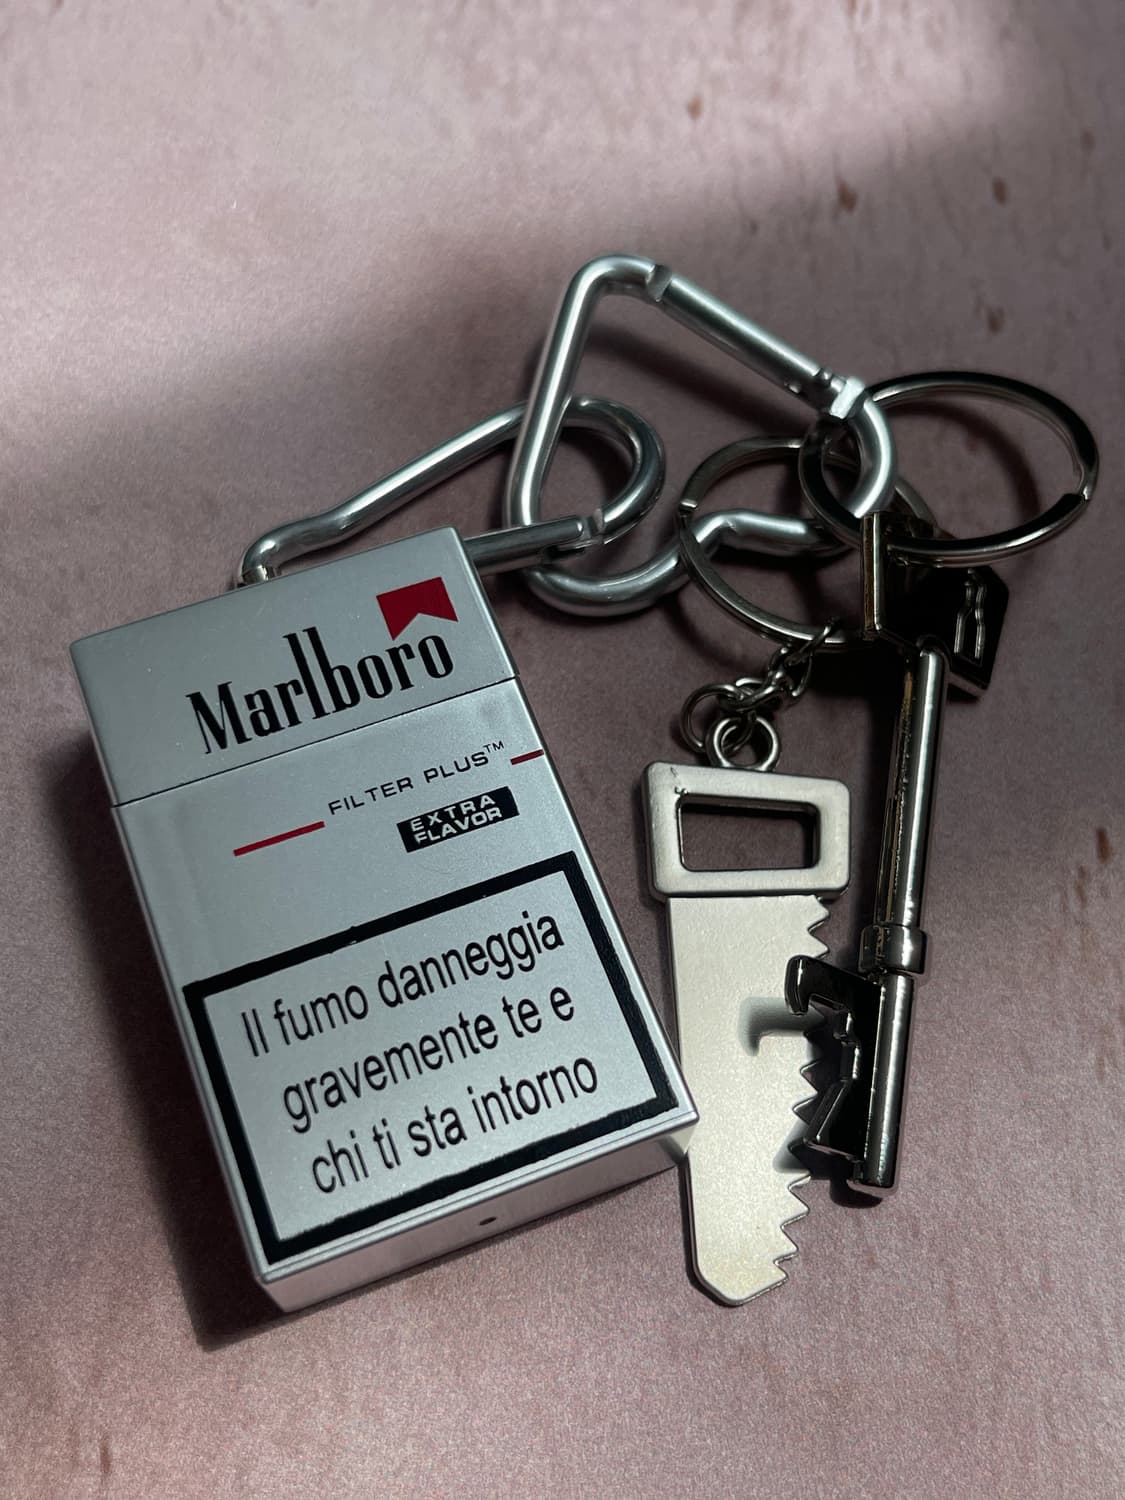 Marlboro
FILTER PLUS™
EXTRA
FLAVOR
Il fumo danneggia
gravemente te e
chi ti sta intorno